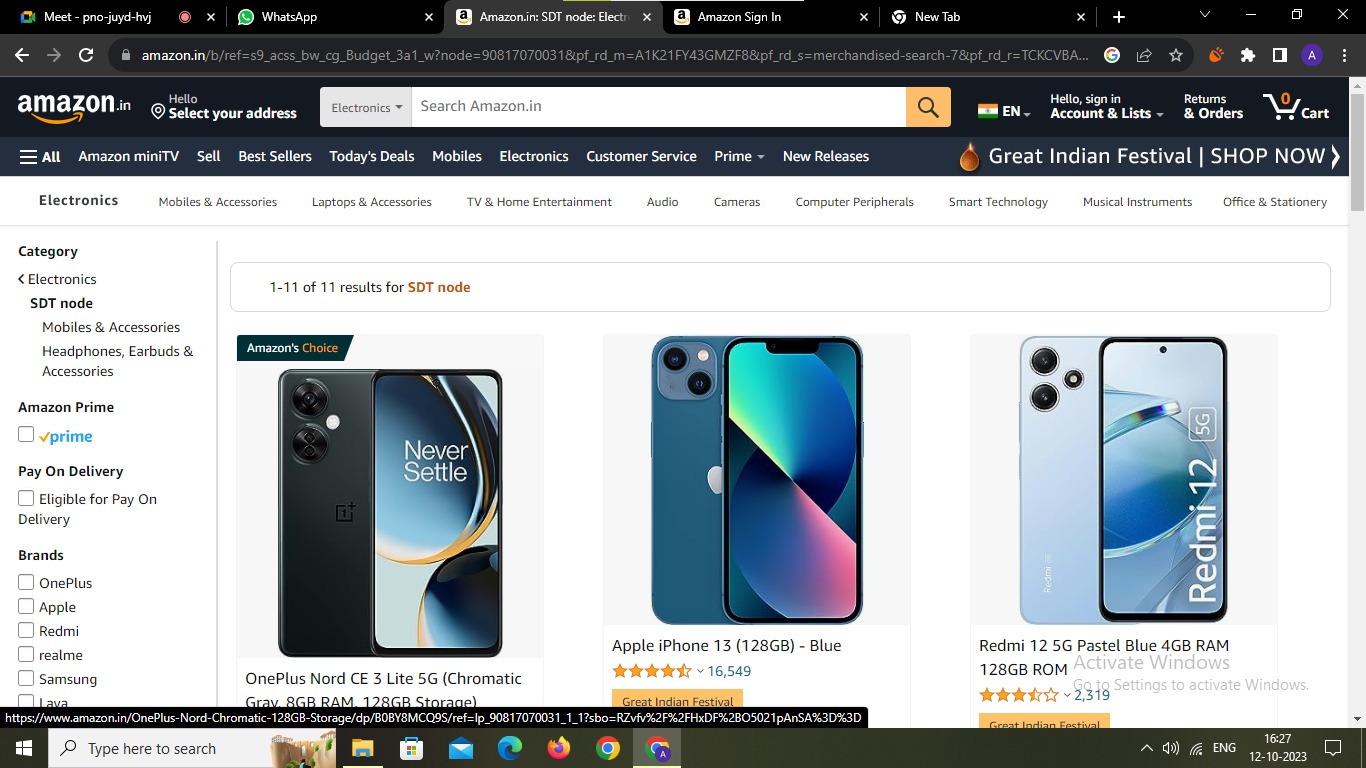 Meet - pno-juyd-hvj
WhatsApp
Amazon.in: SDT node: Electr
Amazon Sign In
New Tab
amazon.in/b/ref=s9_acss_bw_cg_Budget_3a1_w?node=90817070031&pf_rd_m=A1K21FY43GMZF8&pf_rd_s=merchandised-search-7&pf_rd_r=TCKCVBA...
A
amazon.in
Hello
Select your address
Electronics
Search Amazon.in
EN
Hello, sign in
Account & Lists
Returns
& Orders
0
Cart
All
Amazon miniTV
Sell
Best Sellers
Today's Deals
Mobiles
Electronics
Customer Service
Prime
New Releases
Great Indian Festival | SHOP NOW
Electronics
Mobiles & Accessories
Laptops & Accessories
TV & Home Entertainment
Audio
Cameras
Computer Peripherals
Smart Technology
Musical Instruments
Office & Stationery
Category
Electronics
SDT node
Mobiles & Accessories
Headphones, Earbuds &
Accessories
Amazon Prime
prime
Pay On Delivery
Eligible for Pay On
Delivery
Brands
OnePlus
Apple
Redmi
realme
Samsung
Lava
1-11 of 11 results for SDT node
Amazon's Choice
Never
Settle
OnePlus Nord CE 3 Lite 5G (Chromatic
Gray, 8GB RAM, 128GB Storage)
Apple iPhone 13 (128GB) - Blue
16,549
Great Indian Festival
Redmi
Redmi 12 5G
Redmi 12 5G Pastel Blue 4GB RAM
128GB ROM
2,319
Great Indian Festival
Activate Windows
Go to Settings to activate Windows.
https://www.amazon.in/OnePlus-Nord-Chromatic-128GB-Storage/dp/B0BY8MCQ9S/ref=lp_90817070031_1_1?sbo=RZvfv%2F%2FHxDF%2BO5021pAnSA%3D%3D
Type here to search
A
ENG
16:27
12-10-2023